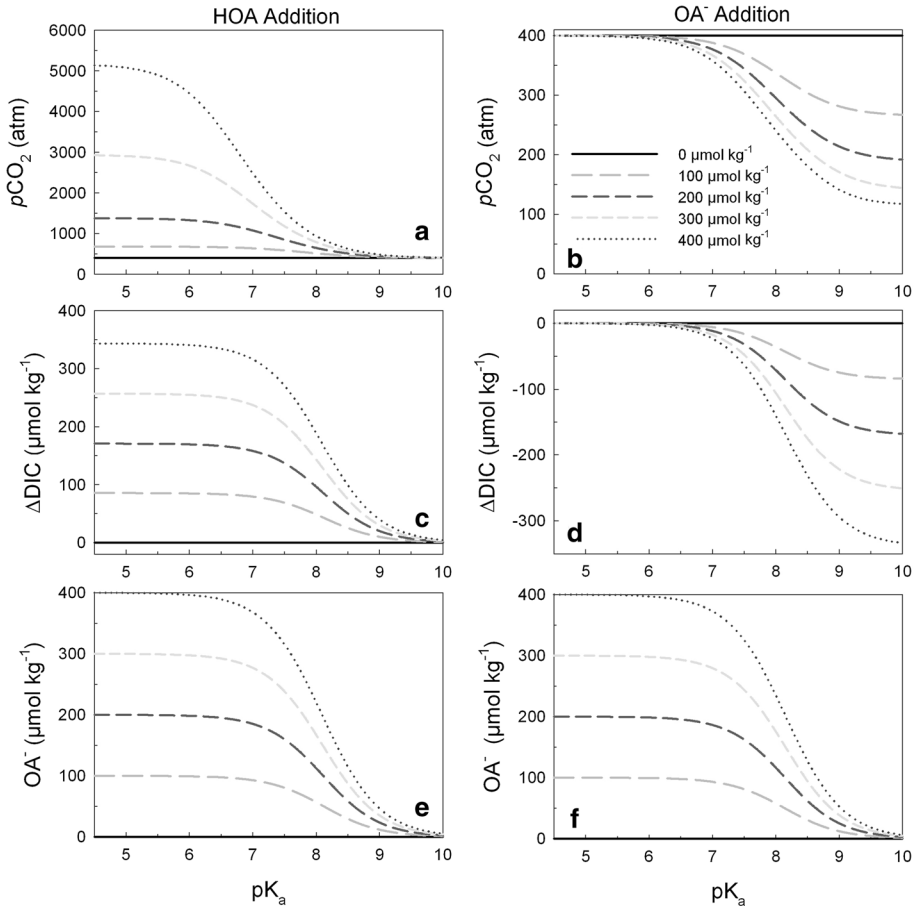 HOA Addition
OA⁻ Addition
pCO₂ (atm)
6000
5000
4000
3000
2000
1000
0
5 6 7 8 9 10
a
pCO₂ (atm)
400
300
200
100
0
0 µmol kg⁻¹
100 µmol kg⁻¹
200 µmol kg⁻¹
300 µmol kg⁻¹
400 µmol kg⁻¹
5 6 7 8 9 10
b
ΔDIC (µmol kg⁻¹)
400
300
200
100
0
5 6 7 8 9 10
c
ΔDIC (µmol kg⁻¹)
0
-100
-200
-300
5 6 7 8 9 10
d
OA⁻ (µmol kg⁻¹)
400
300
200
100
0
5 6 7 8 9 10
e
pKₐ
OA⁻ (µmol kg⁻¹)
400
300
200
100
0
5 6 7 8 9 10
f
pKₐ